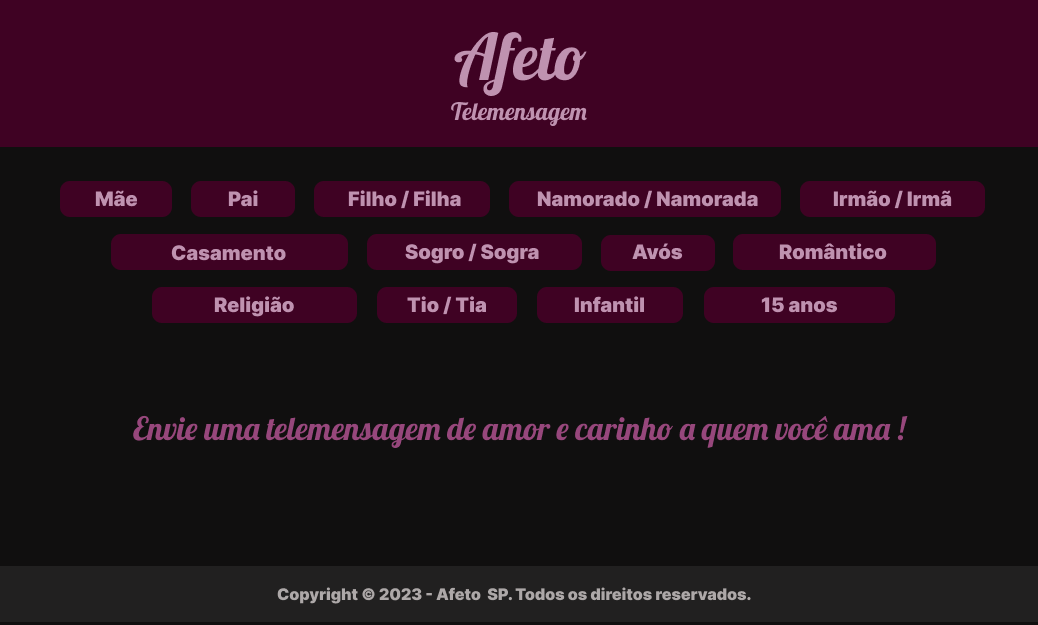 Afeto
Telemensagem
Mãe Pai Filho / Filha Namorado / Namorada Irmão / Irmã
Casamento Sogro / Sogra Avós Romântico
Religião Tio / Tia Infantil 15 anos
Envie uma telemensagem de amor e carinho a quem você ama !
Copyright © 2023 - Afeto SP. Todos os direitos reservados.